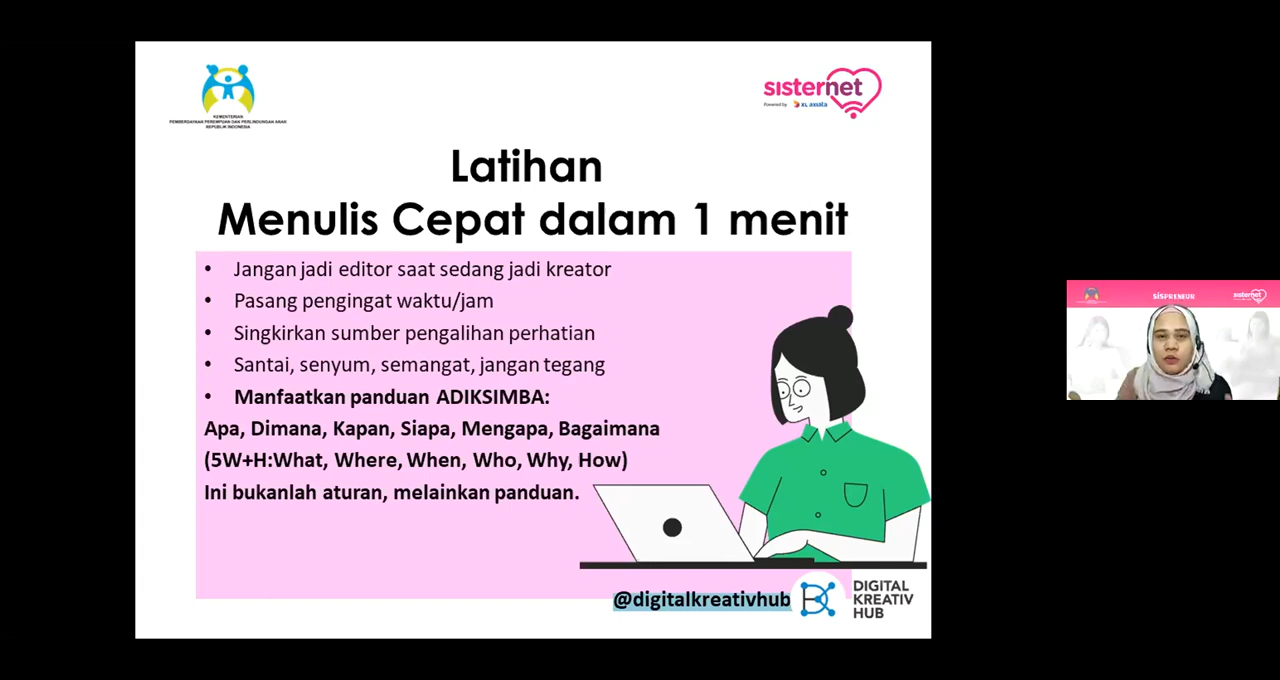 KEMENTERIAN
PEMBERDAYAAN PEREMPUAN DAN PERLINDUNGAN ANAK
REPUBLIK INDONESIA
sisternet
Powered by XL axiata
Latihan
Menulis Cepat dalam 1 menit
• Jangan jadi editor saat sedang jadi kreator
• Pasang pengingat waktu/jam
• Singkirkan sumber pengalihan perhatian
• Santai, senyum, semangat, jangan tegang
• Manfaatkan panduan ADIKSIMBA:
Apa, Dimana, Kapan, Siapa, Mengapa, Bagaimana
(5W+H:What, Where, When, Who, Why, How)
Ini bukanlah aturan, melainkan panduan.
@digitalkreativhub
DIGITAL
KREATIV
HUB
SISPRENEUR
sisternet